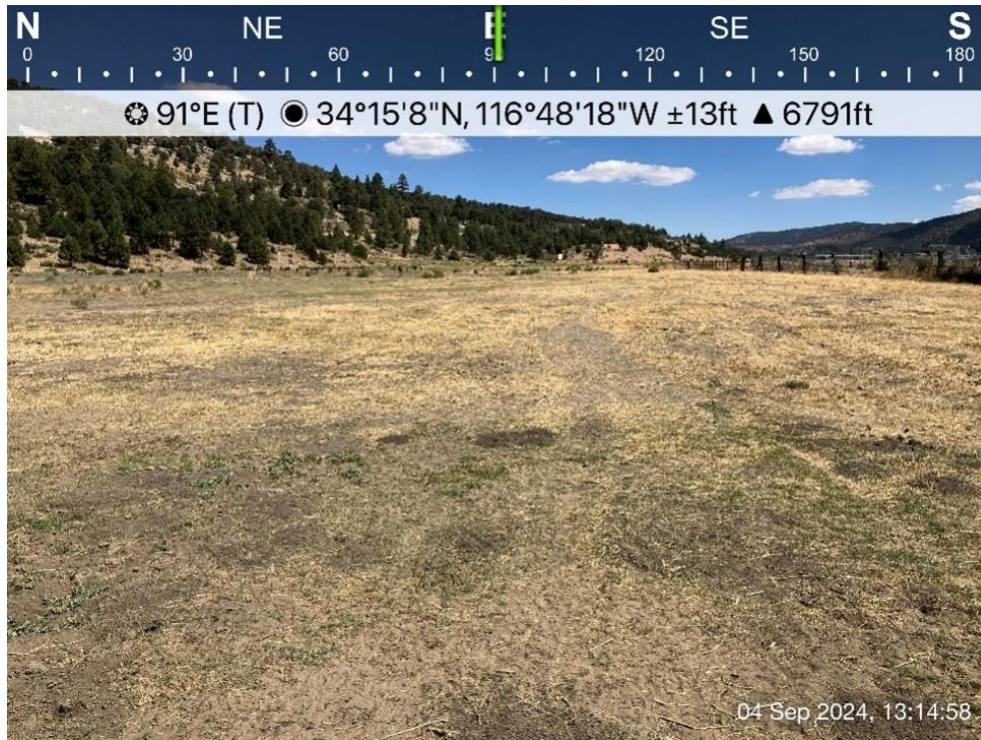 N NE E SE S
0 30 60 90 120 150 180
91°E (T) 34°15'8"N, 116°48'18"W ±13ft ▲ 6791ft
04 Sep 2024, 13:14:58